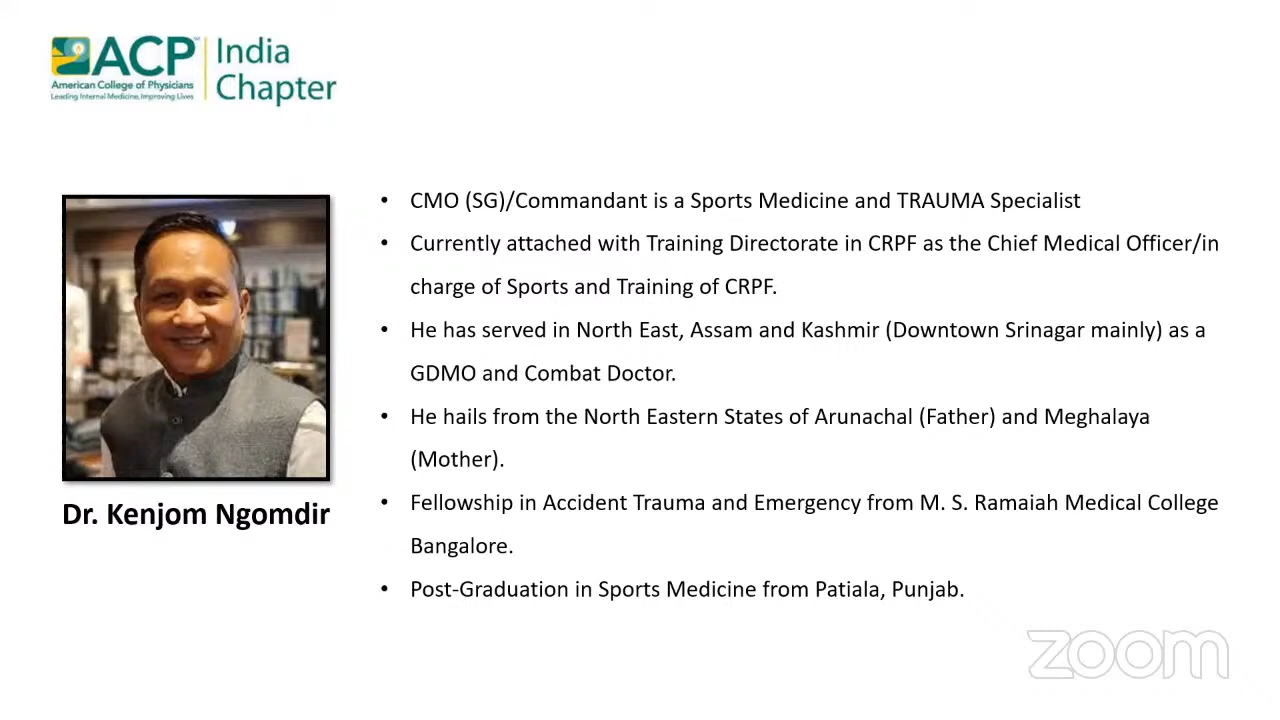 ACP
American College of Physicians
Leading Internal Medicine, Improving Lives
India
Chapter
• CMO (SG)/Commandant is a Sports Medicine and TRAUMA Specialist
• Currently attached with Training Directorate in CRPF as the Chief Medical Officer/in
charge of Sports and Training of CRPF.
• He has served in North East, Assam and Kashmir (Downtown Srinagar mainly) as a
GDMO and Combat Doctor.
• He hails from the North Eastern States of Arunachal (Father) and Meghalaya
(Mother).
• Fellowship in Accident Trauma and Emergency from M. S. Ramaiah Medical College
Bangalore.
• Post-Graduation in Sports Medicine from Patiala, Punjab.
Dr. Kenjom Ngomdir
zoom